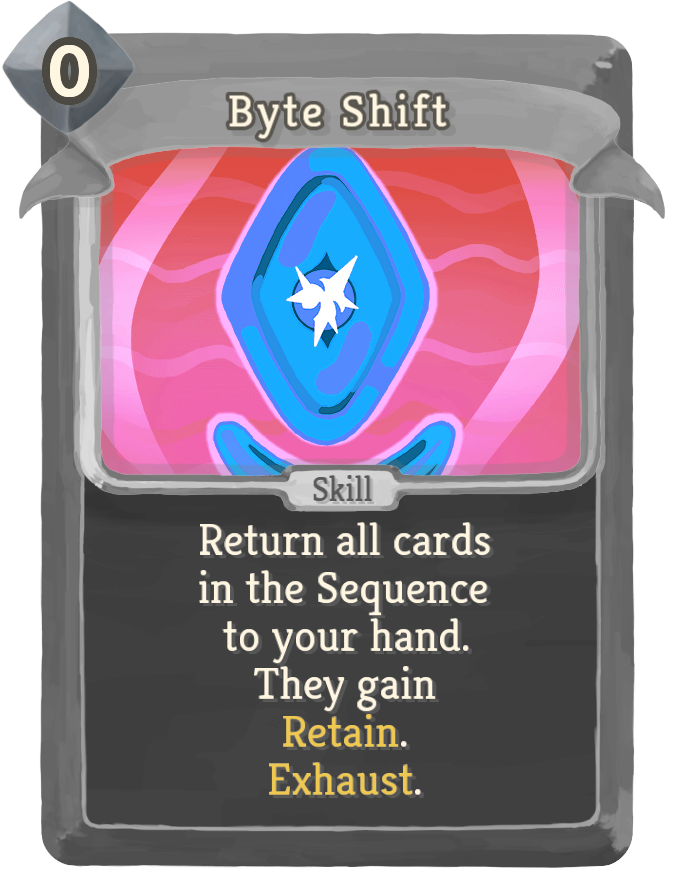 0
Byte Shift
Skill
Return all cards
in the Sequence
to your hand.
They gain
Retain.
Exhaust.